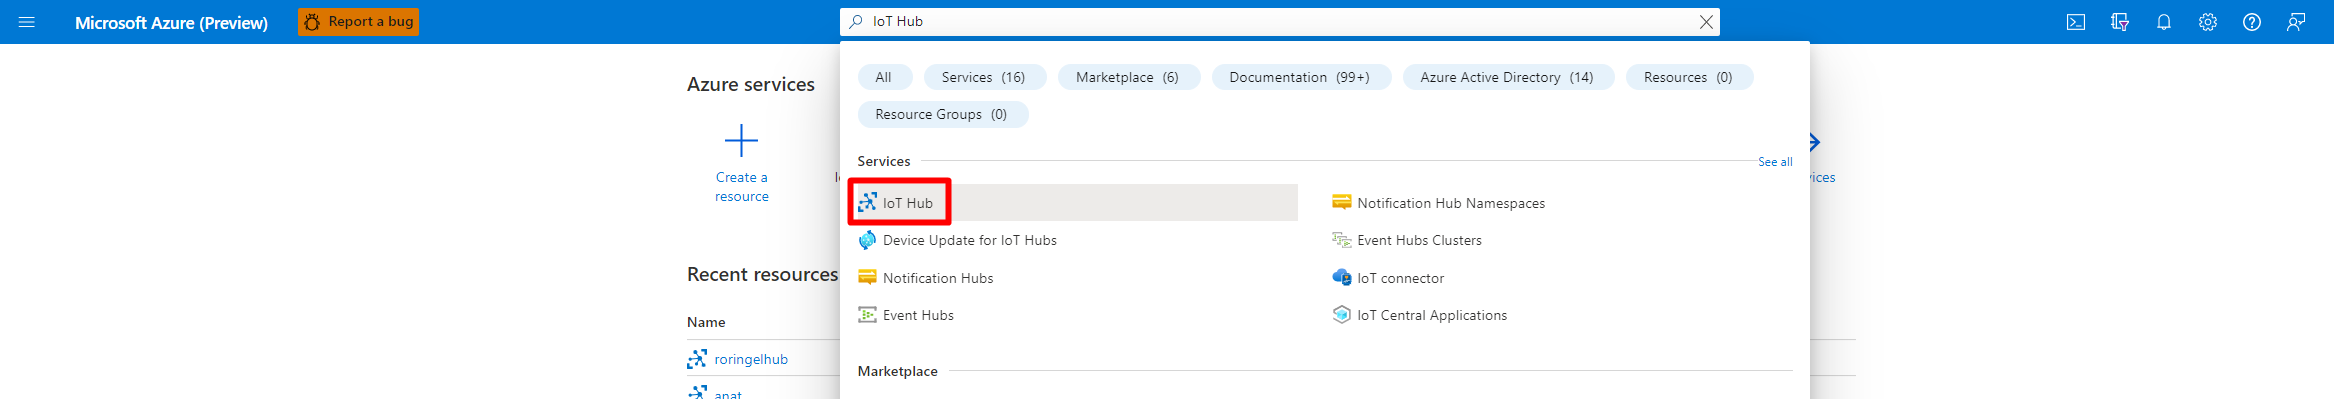 Microsoft Azure (Preview)
Report a bug
IoT Hub
All
Services (16)
Marketplace (6)
Documentation (99+)
Azure Active Directory (14)
Resources (0)
Resource Groups (0)
Azure services
Create a
resource
Services
See all
IoT Hub
Notification Hub Namespaces
Device Update for IoT Hubs
Event Hubs Clusters
Notification Hubs
IoT connector
Event Hubs
IoT Central Applications
Marketplace
Recent resources
Name
roringelhub
anat